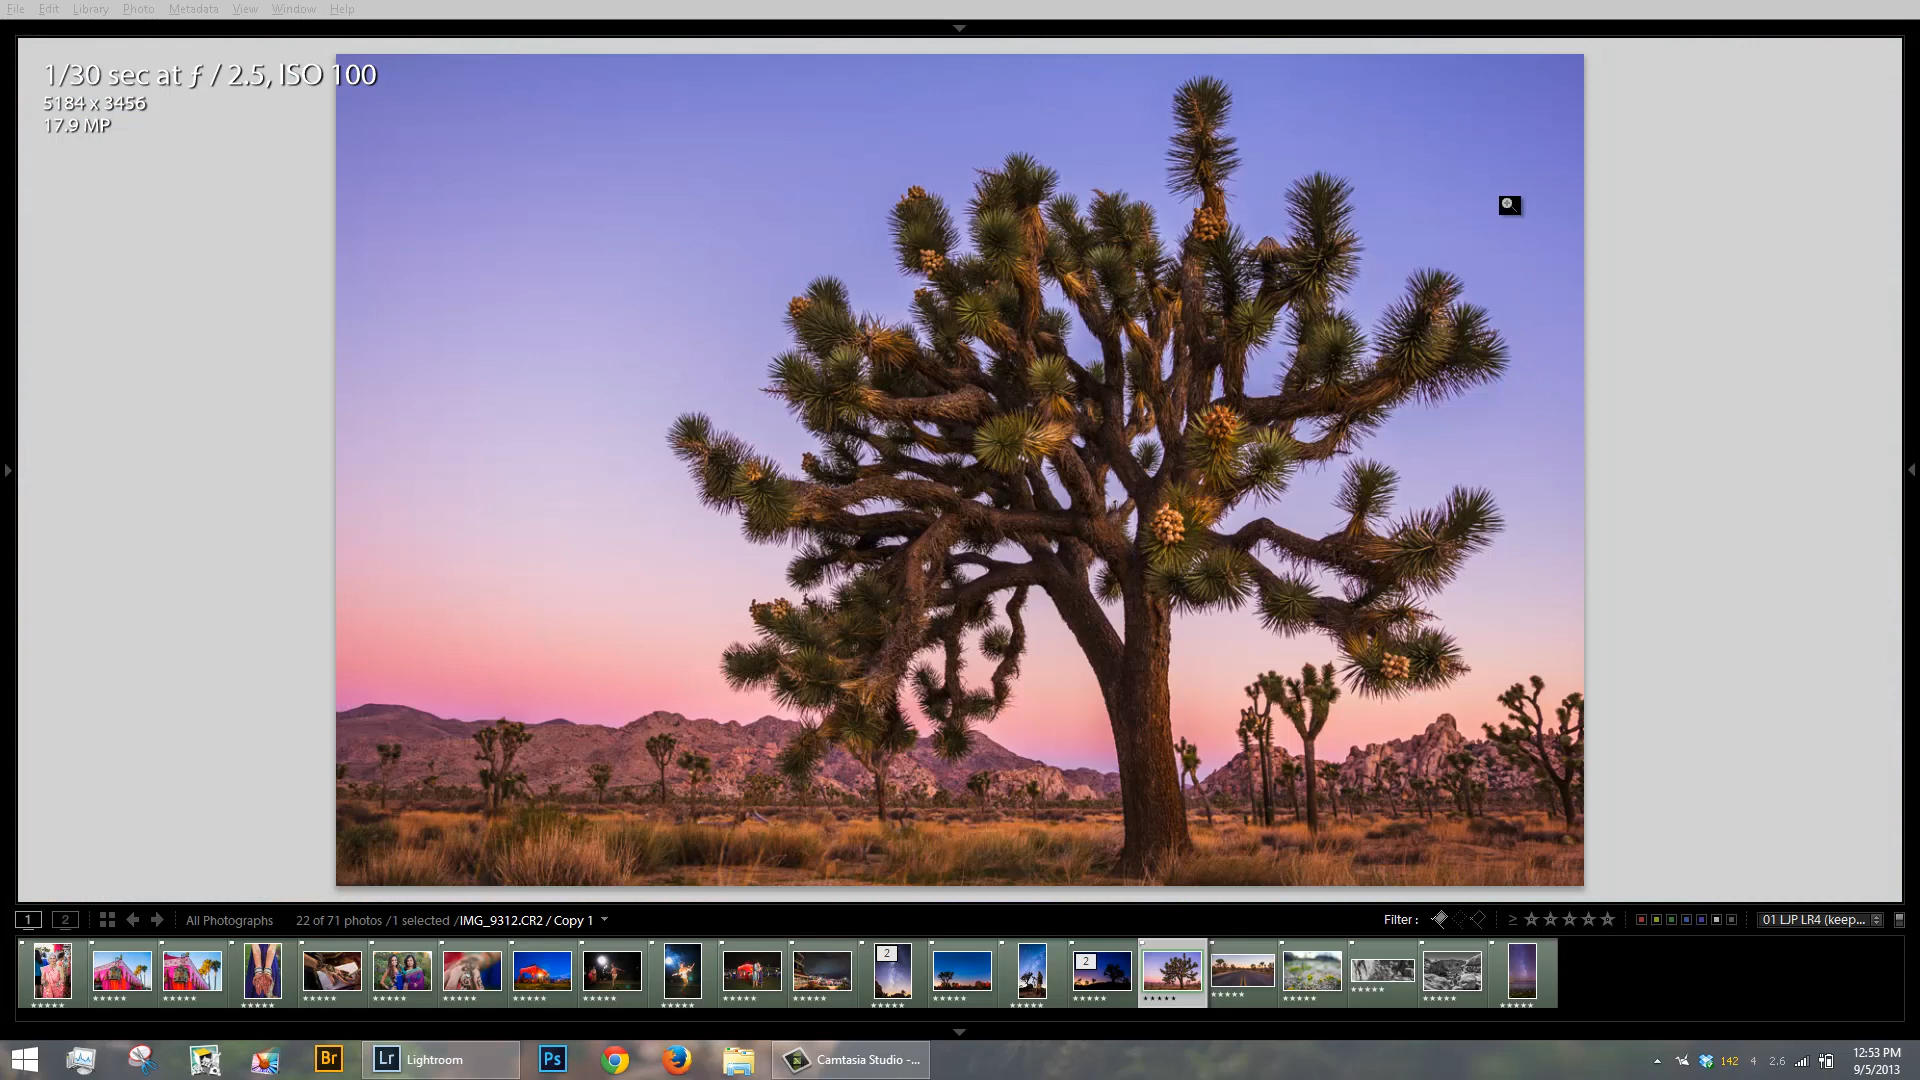 File Edit Library Photo Metadata View Window Help
1/30 sec at ƒ / 2.5, ISO 100
5184 x 3456
17.9 MP
1 2 All Photographs 22 of 71 photos /1 selected /IMG_9312.CR2 / Copy 1 Filter : ≥ 01 LJP LR4 (keep...
2 2
Br Lr Lightroom Ps Camtasia Studio -... 142 4 2.6 12:53 PM
9/5/2013